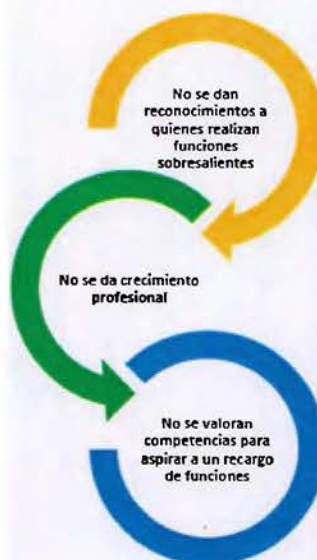 No se dan
reconocimientos a
quienes realizan
funciones
sobresalientes
No se da crecimiento
profesional
No se valoran
competencias para
aspirar a un recargo
de funciones